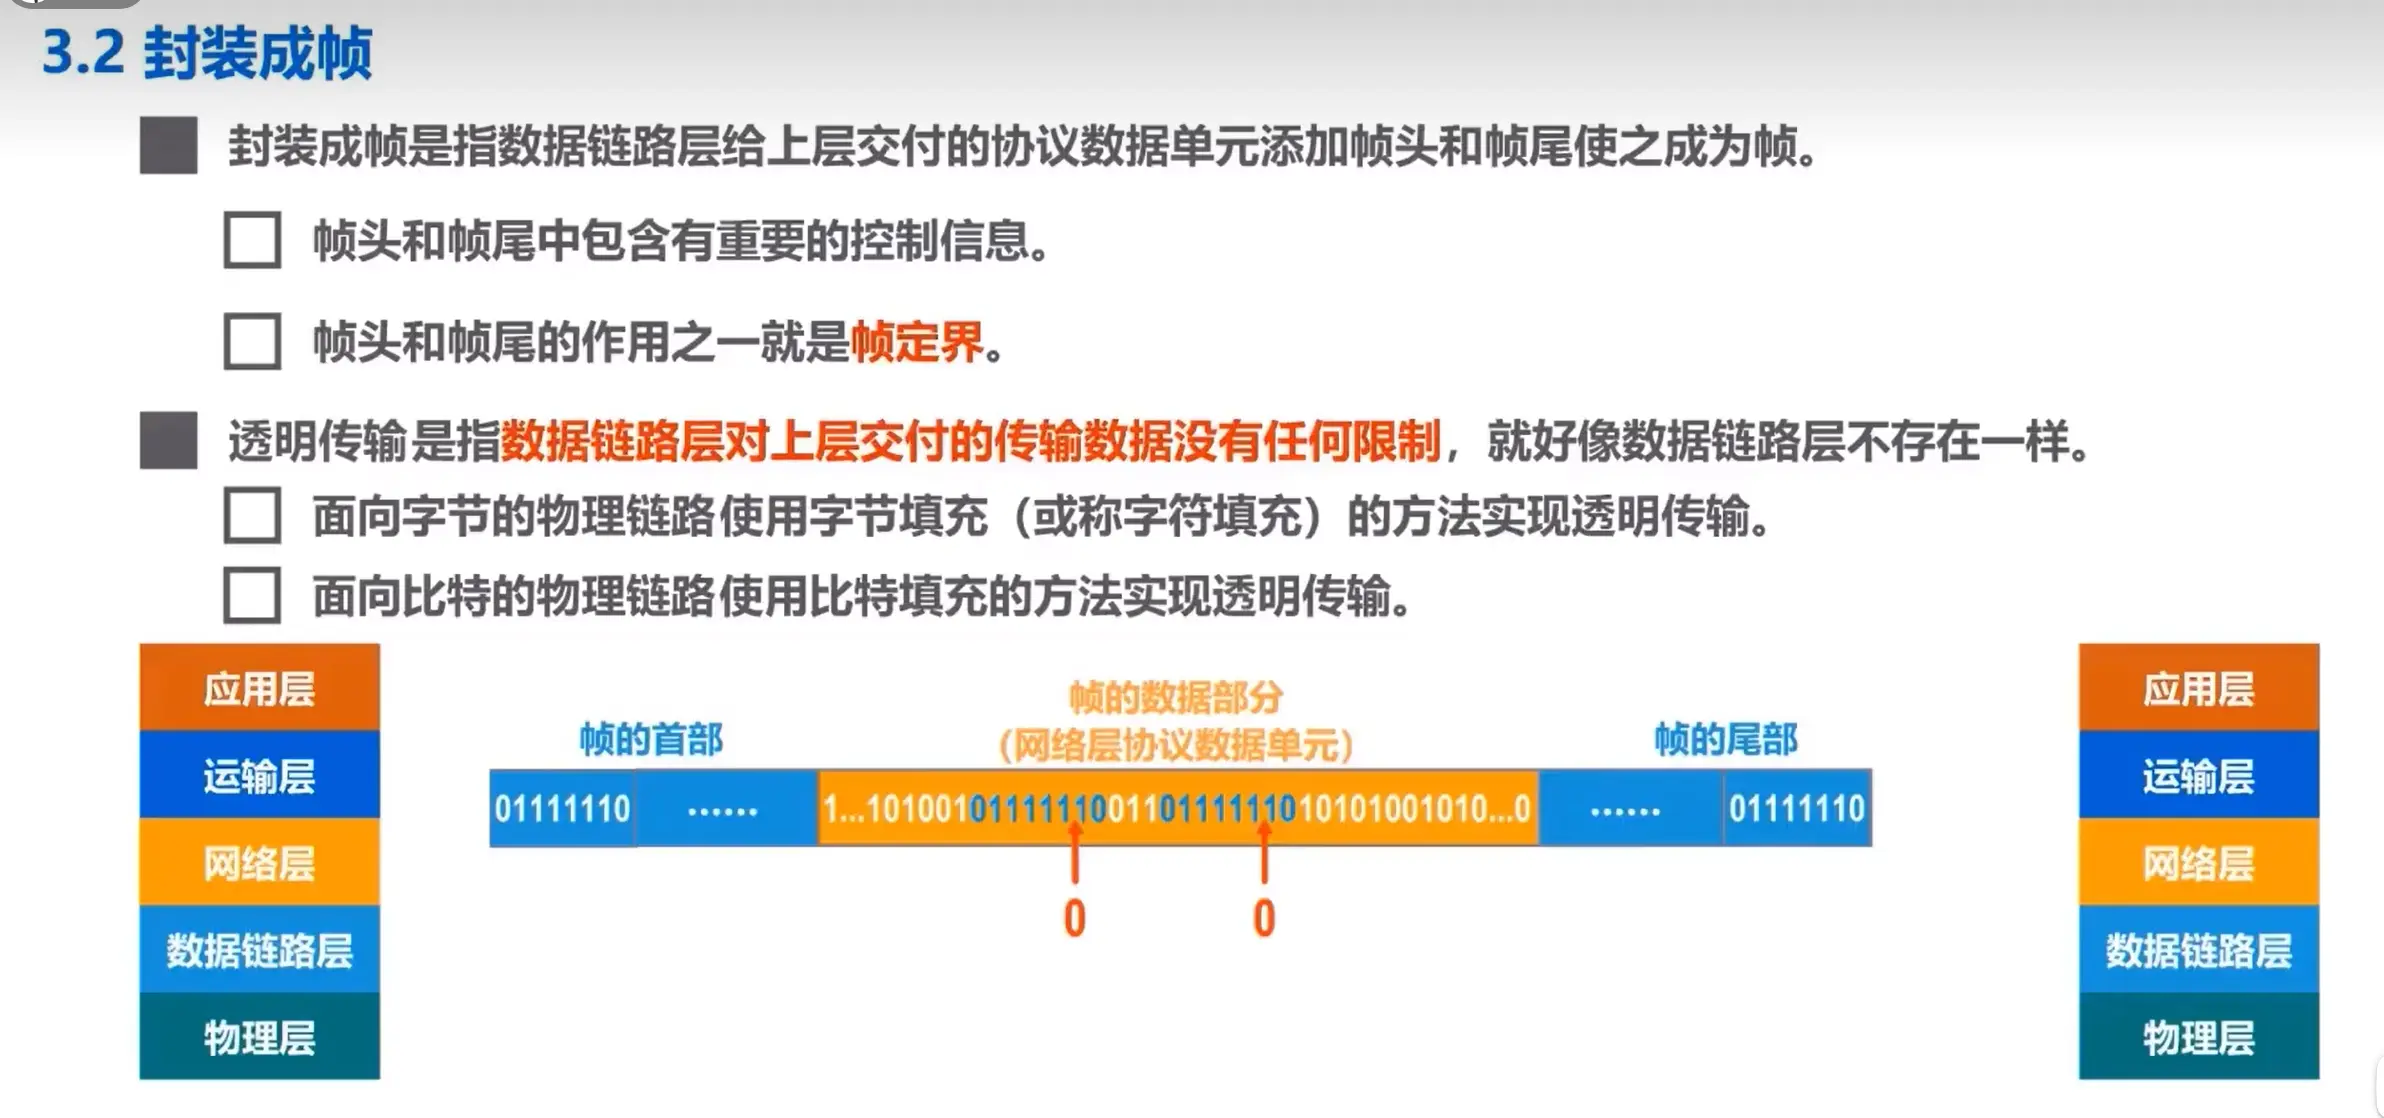 3.2 封装成帧
封装成帧是指数据链路层给上层交付的协议数据单元添加帧头和帧尾使之成为帧。
帧头和帧尾中包含有重要的控制信息。
帧头和帧尾的作用之一就是帧定界。
透明传输是指数据链路层对上层交付的传输数据没有任何限制，就好像数据链路层不存在一样。
面向字节的物理链路使用字节填充（或称字符填充）的方法实现透明传输。
面向比特的物理链路使用比特填充的方法实现透明传输。
应用层
运输层
网络层
数据链路层
物理层
帧的首部
帧的数据部分
（网络层协议数据单元）
帧的尾部
01111110 ...... 1...101001011111100110111111010101001010...0 ...... 01111110
0 0
应用层
运输层
网络层
数据链路层
物理层